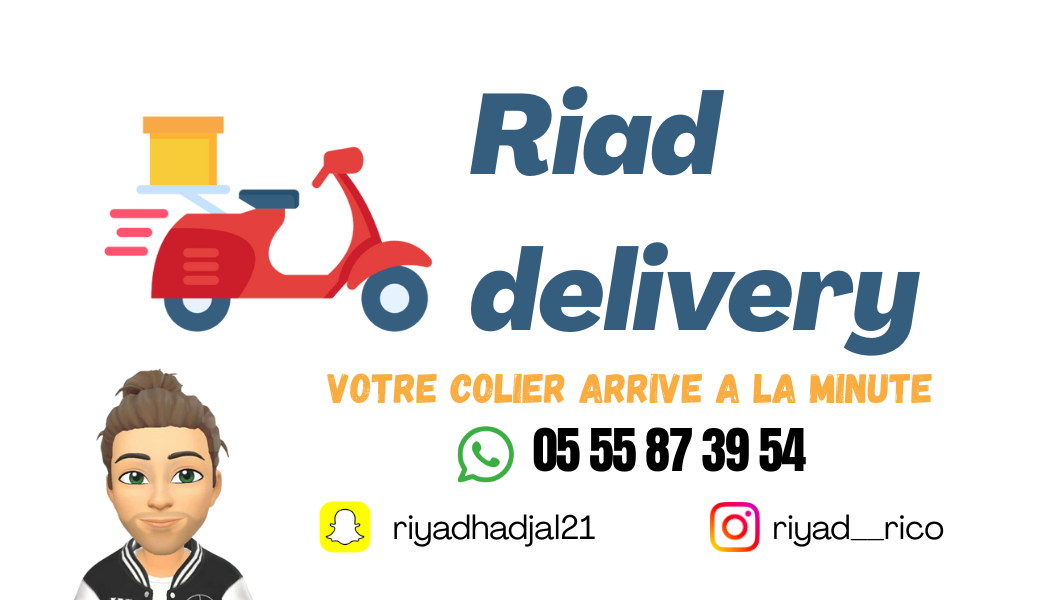 Riad
delivery
VOTRE COLIER ARRIVE A LA MINUTE
05 55 87 39 54
riyadhadjal21
riyad__rico